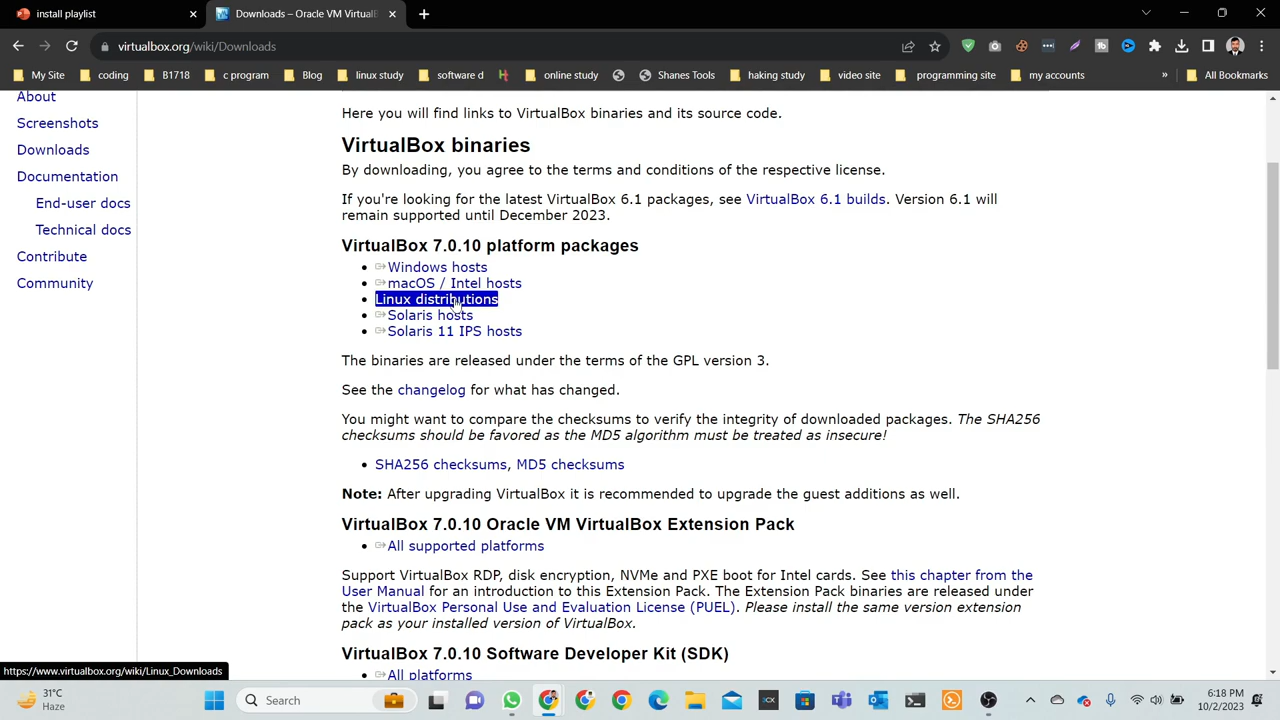 install playlist
Downloads – Oracle VM VirtualB
virtualbox.org/wiki/Downloads
My Site
coding
B1718
c program
Blog
linux study
software d
online study
Shanes Tools
haking study
video site
programming site
my accounts
»
All Bookmarks
About
Screenshots
Downloads
Documentation
End-user docs
Technical docs
Contribute
Community
Here you will find links to VirtualBox binaries and its source code.
VirtualBox binaries
By downloading, you agree to the terms and conditions of the respective license.
If you're looking for the latest VirtualBox 6.1 packages, see VirtualBox 6.1 builds. Version 6.1 will
remain supported until December 2023.
VirtualBox 7.0.10 platform packages
Windows hosts
macOS / Intel hosts
Linux distributions
Solaris hosts
Solaris 11 IPS hosts
The binaries are released under the terms of the GPL version 3.
See the changelog for what has changed.
You might want to compare the checksums to verify the integrity of downloaded packages. The SHA256
checksums should be favored as the MD5 algorithm must be treated as insecure!
SHA256 checksums, MD5 checksums
Note: After upgrading VirtualBox it is recommended to upgrade the guest additions as well.
VirtualBox 7.0.10 Oracle VM VirtualBox Extension Pack
All supported platforms
Support VirtualBox RDP, disk encryption, NVMe and PXE boot for Intel cards. See this chapter from the
User Manual for an introduction to this Extension Pack. The Extension Pack binaries are released under
the VirtualBox Personal Use and Evaluation License (PUEL). Please install the same version extension
pack as your installed version of VirtualBox.
VirtualBox 7.0.10 Software Developer Kit (SDK)
All platforms
https://www.virtualbox.org/wiki/Linux_Downloads
31°C
Haze
Search
6:18 PM
10/2/2023